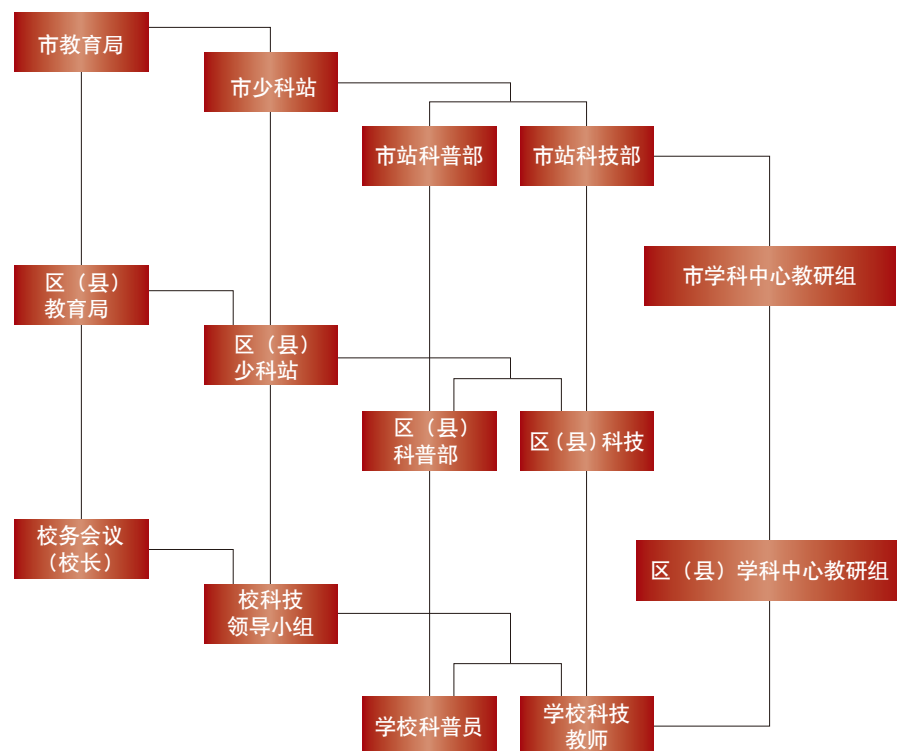 市教育局
市少科站
市站科普部
市站科技部
市学科中心教研组
区（县）
教育局
区（县）
少科站
区（县）
科普部
区（县）科技
校务会议
（校长）
区（县）学科中心教研组
校科技
领导小组
学校科普员
学校科技
教师